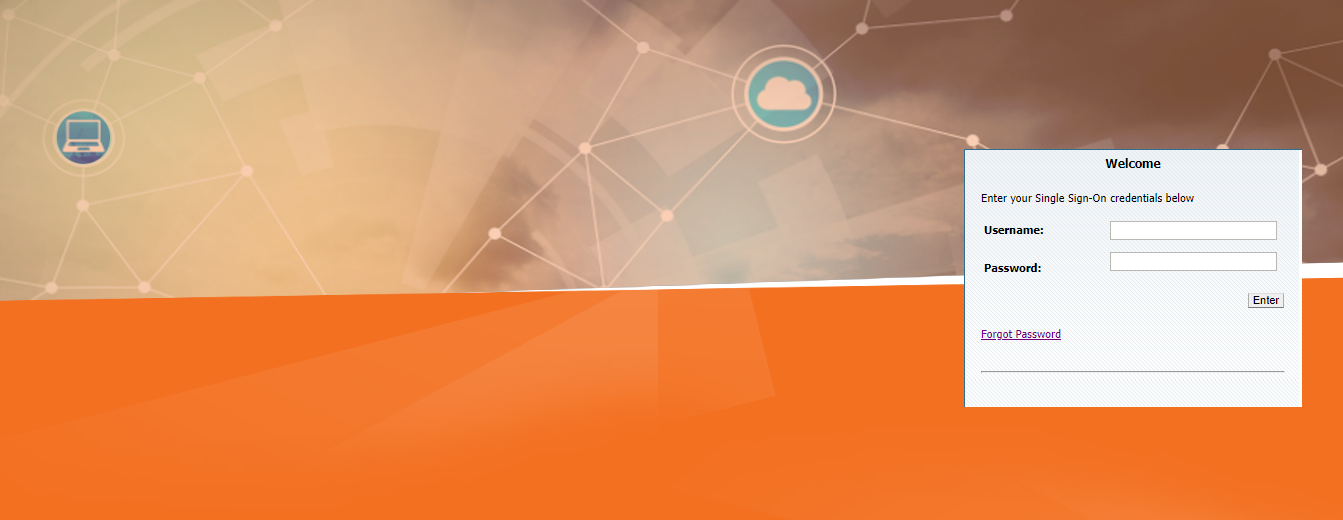 Welcome
Enter your Single Sign-On credentials below
Username:
Password:
Enter
Forgot Password